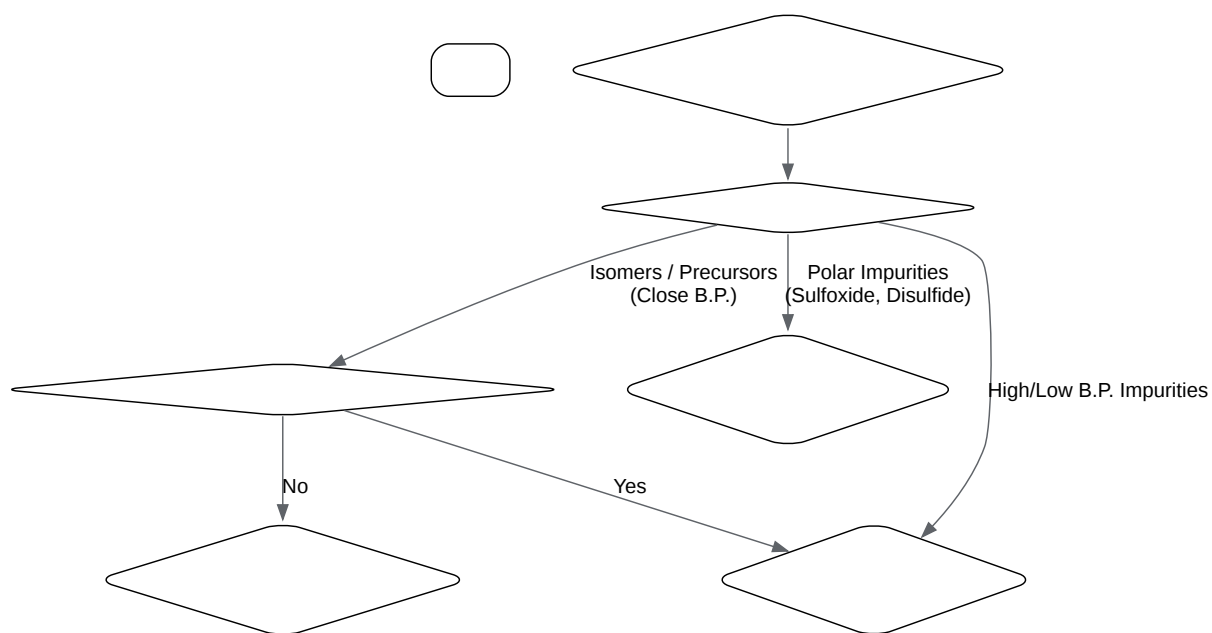 Isomers / Precursors
(Close B.P.)
Polar Impurities
(Sulfoxide, Disulfide)
High/Low B.P. Impurities
No
Yes